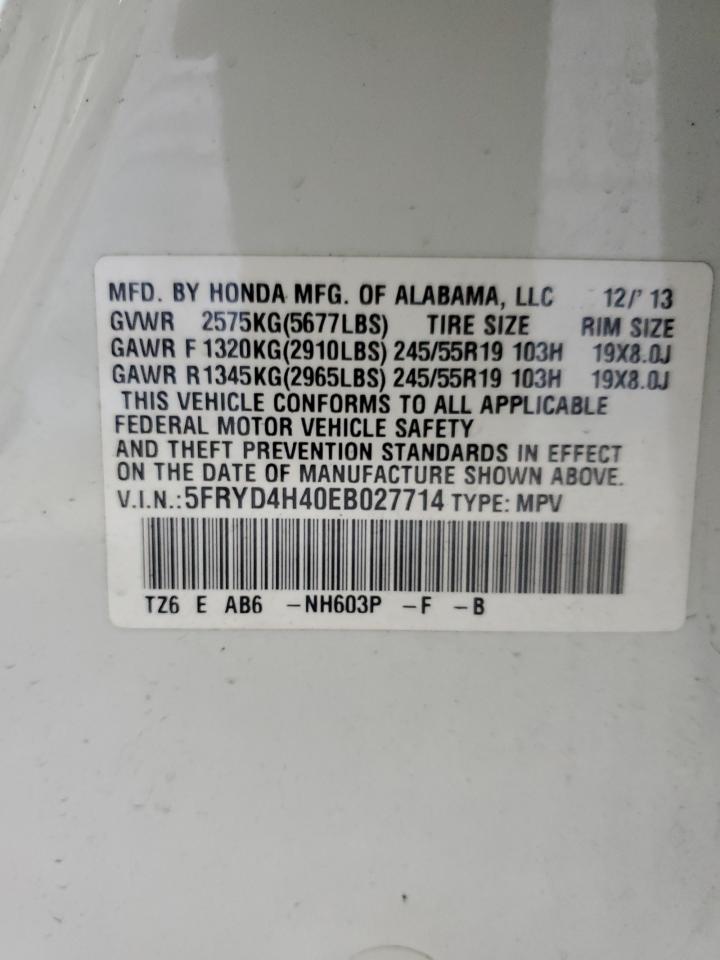 MFD. BY HONDA MFG. OF ALABAMA, LLC 12/'13
GVWR 2575KG(5677LBS) TIRE SIZE RIM SIZE
GAWR F 1320KG(2910LBS) 245/55R19 103H 19X8.0J
GAWR R 1345KG(2965LBS) 245/55R19 103H 19X8.0J
THIS VEHICLE CONFORMS TO ALL APPLICABLE
FEDERAL MOTOR VEHICLE SAFETY
AND THEFT PREVENTION STANDARDS IN EFFECT
ON THE DATE OF MANUFACTURE SHOWN ABOVE.
V.I.N.:5FRYD4H40EB027714 TYPE: MPV
TZ6 E AB6 -NH603P -F -B